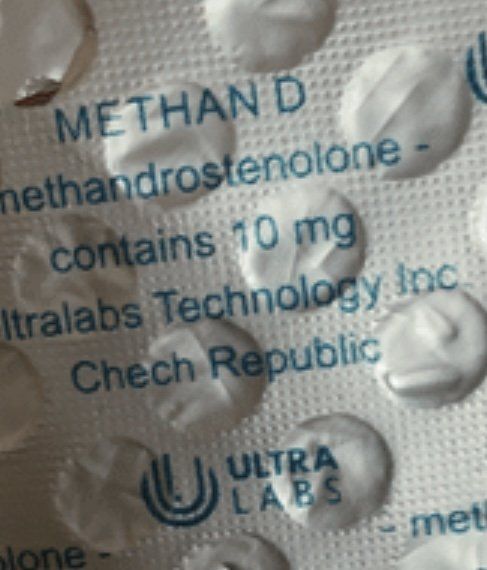 METHAN D
methandrostenolone -
contains 10 mg
ltralabs Technology Inc
Chech Republic
ULTRA
LABS
- met
olone -